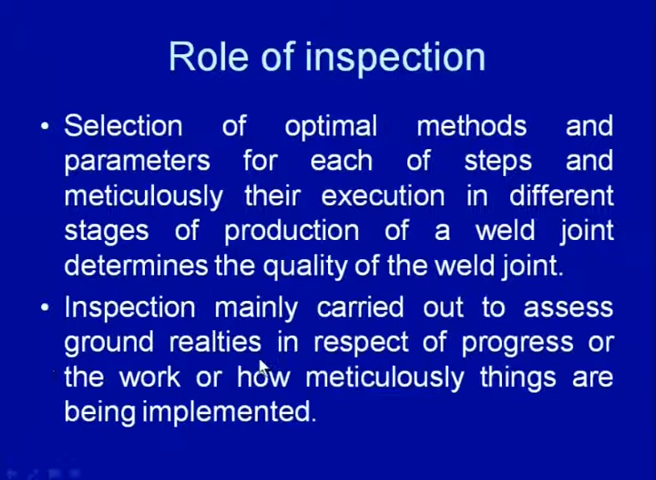 Role of inspection
• Selection of optimal methods and
parameters for each of steps and
meticulously their execution in different
stages of production of a weld joint
determines the quality of the weld joint.
• Inspection mainly carried out to assess
ground realties in respect of progress or
the work or how meticulously things are
being implemented.